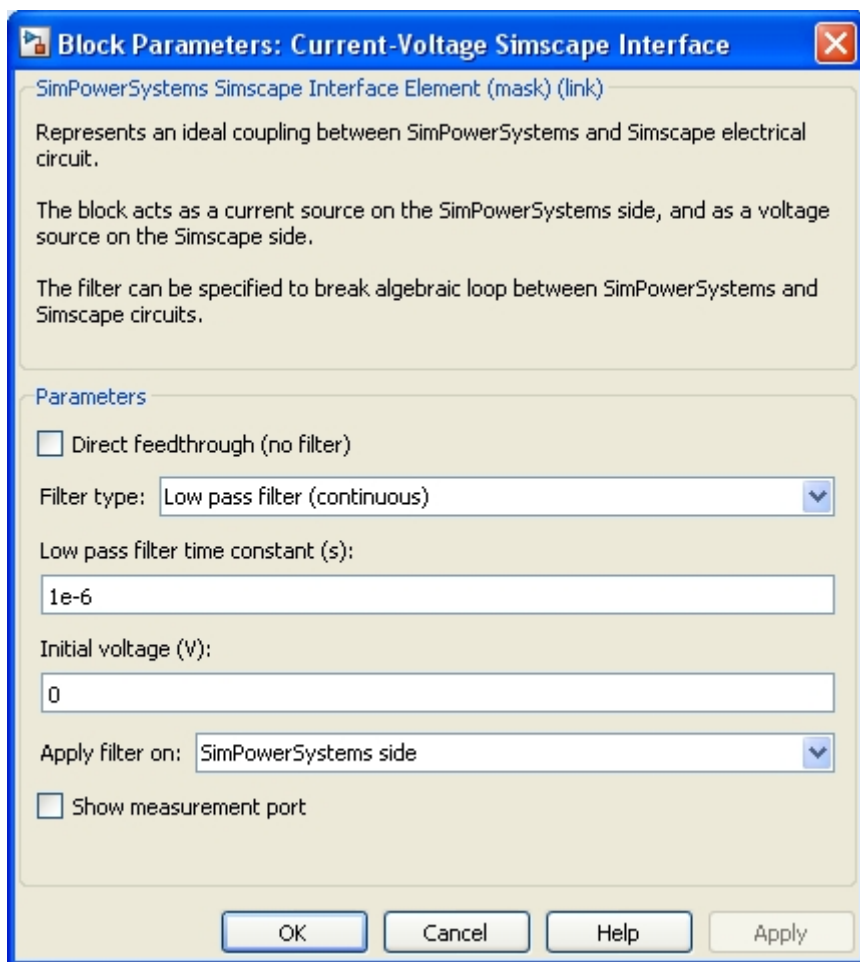 Block Parameters: Current-Voltage Simscape Interface
SimPowerSystems Simscape Interface Element (mask) (link)
Represents an ideal coupling between SimPowerSystems and Simscape electrical
circuit.
The block acts as a current source on the SimPowerSystems side, and as a voltage
source on the Simscape side.
The filter can be specified to break algebraic loop between SimPowerSystems and
Simscape circuits.
Parameters
Direct feedthrough (no filter)
Filter type: Low pass filter (continuous)
Low pass filter time constant (s):
1e-6
Initial voltage (V):
0
Apply filter on: SimPowerSystems side
Show measurement port
OK Cancel Help Apply